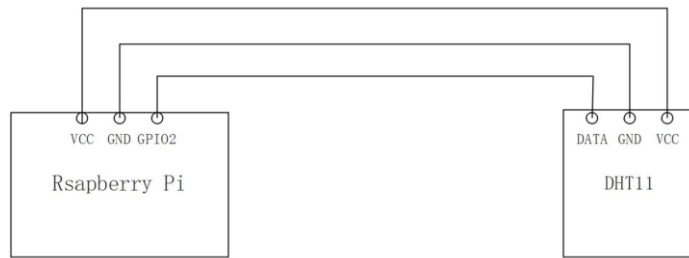 VCC GND GPIO2
DATA GND VCC
Rsapberry Pi
DHT11